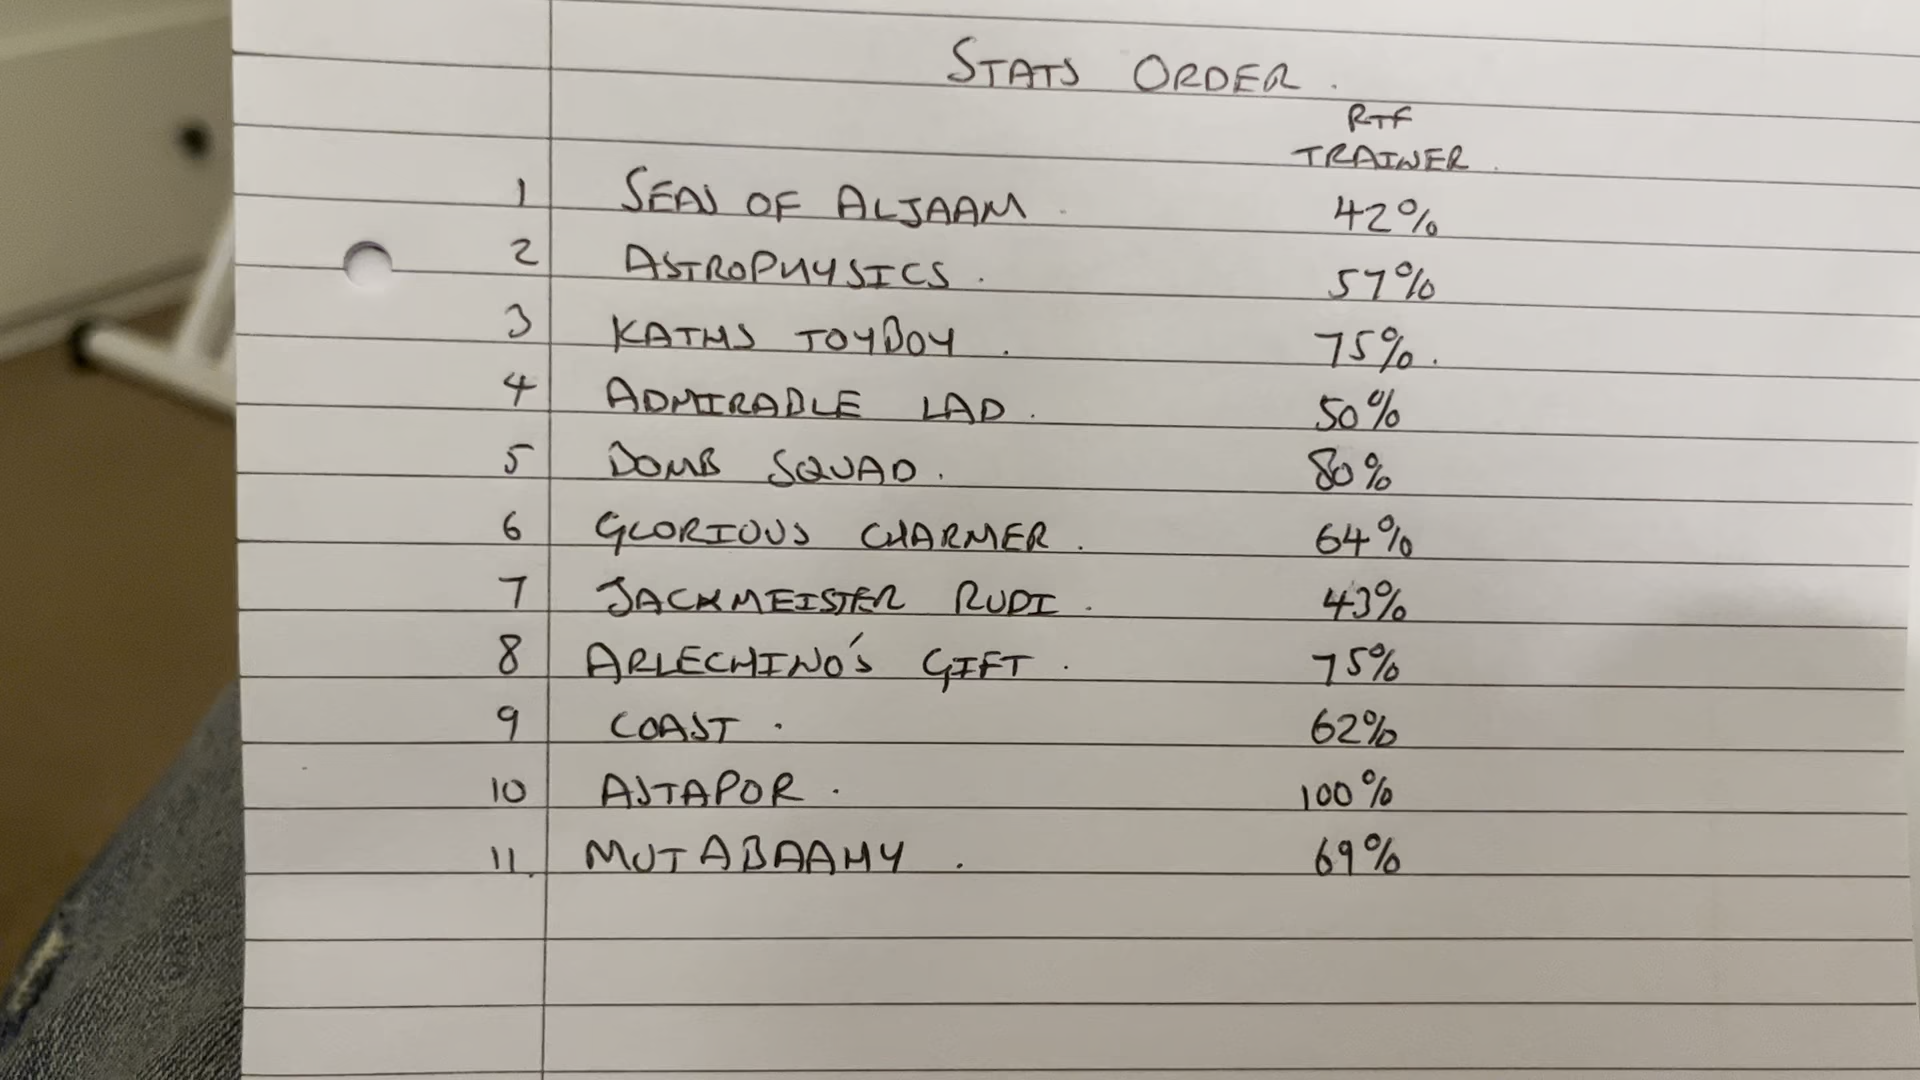 STATS ORDER.
RTF
TRAINER.
1 SEAS OF ALJAAM. 42%
2 ASTROPHYSICS. 57%
3 KATHS TOYBOY. 75%.
4 ADMIRABLE LAD. 50%
5 BOMB SQUAD. 80%
6 GLORIOUS CHARMER. 64%
7 JACKMEISTER RUDI. 43%
8 ARLECHINO'S GIFT. 75%
9 COAST. 62%
10 ASTAPOR. 100%
11. MUTABAAHY. 69%